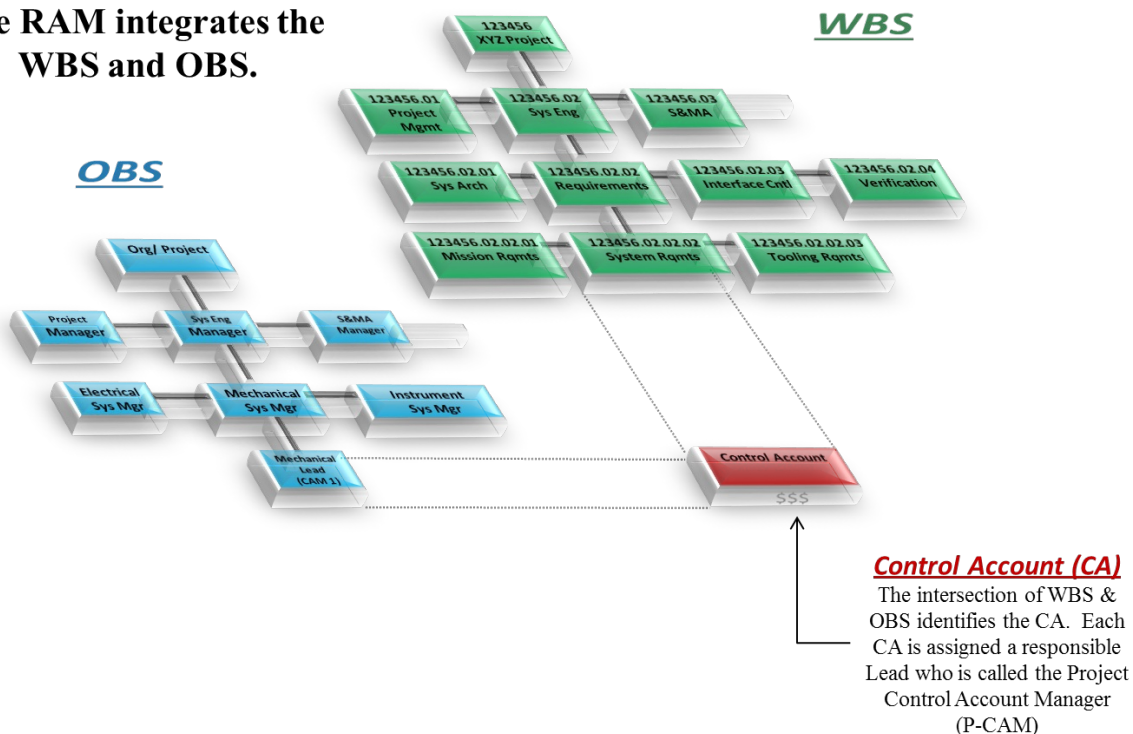 e RAM integrates the
WBS and OBS.
WBS
123456
XYZ Project
123456.01
Project
Mgmt
123456.02
Sys Eng
123456.03
S&MA
OBS
123456.02.01
Sys Arch
123456.02.02
Requirements
123456.02.03
Interface Cntl
123456.02.04
Verification
123456.02.02.01
Mission Rqmts
123456.02.02.02
System Rqmts
123456.02.02.03
Tooling Rqmts
Org/ Project
Project
Manager
Sys Eng
Manager
S&MA
Manager
Electrical
Sys Mgr
Mechanical
Sys Mgr
Instrument
Sys Mgr
Mechanical
Lead
(CAM 1)
Control Account
$$$
Control Account (CA)
The intersection of WBS &
OBS identifies the CA.  Each
CA is assigned a responsible
Lead who is called the Project
Control Account Manager
(P-CAM)